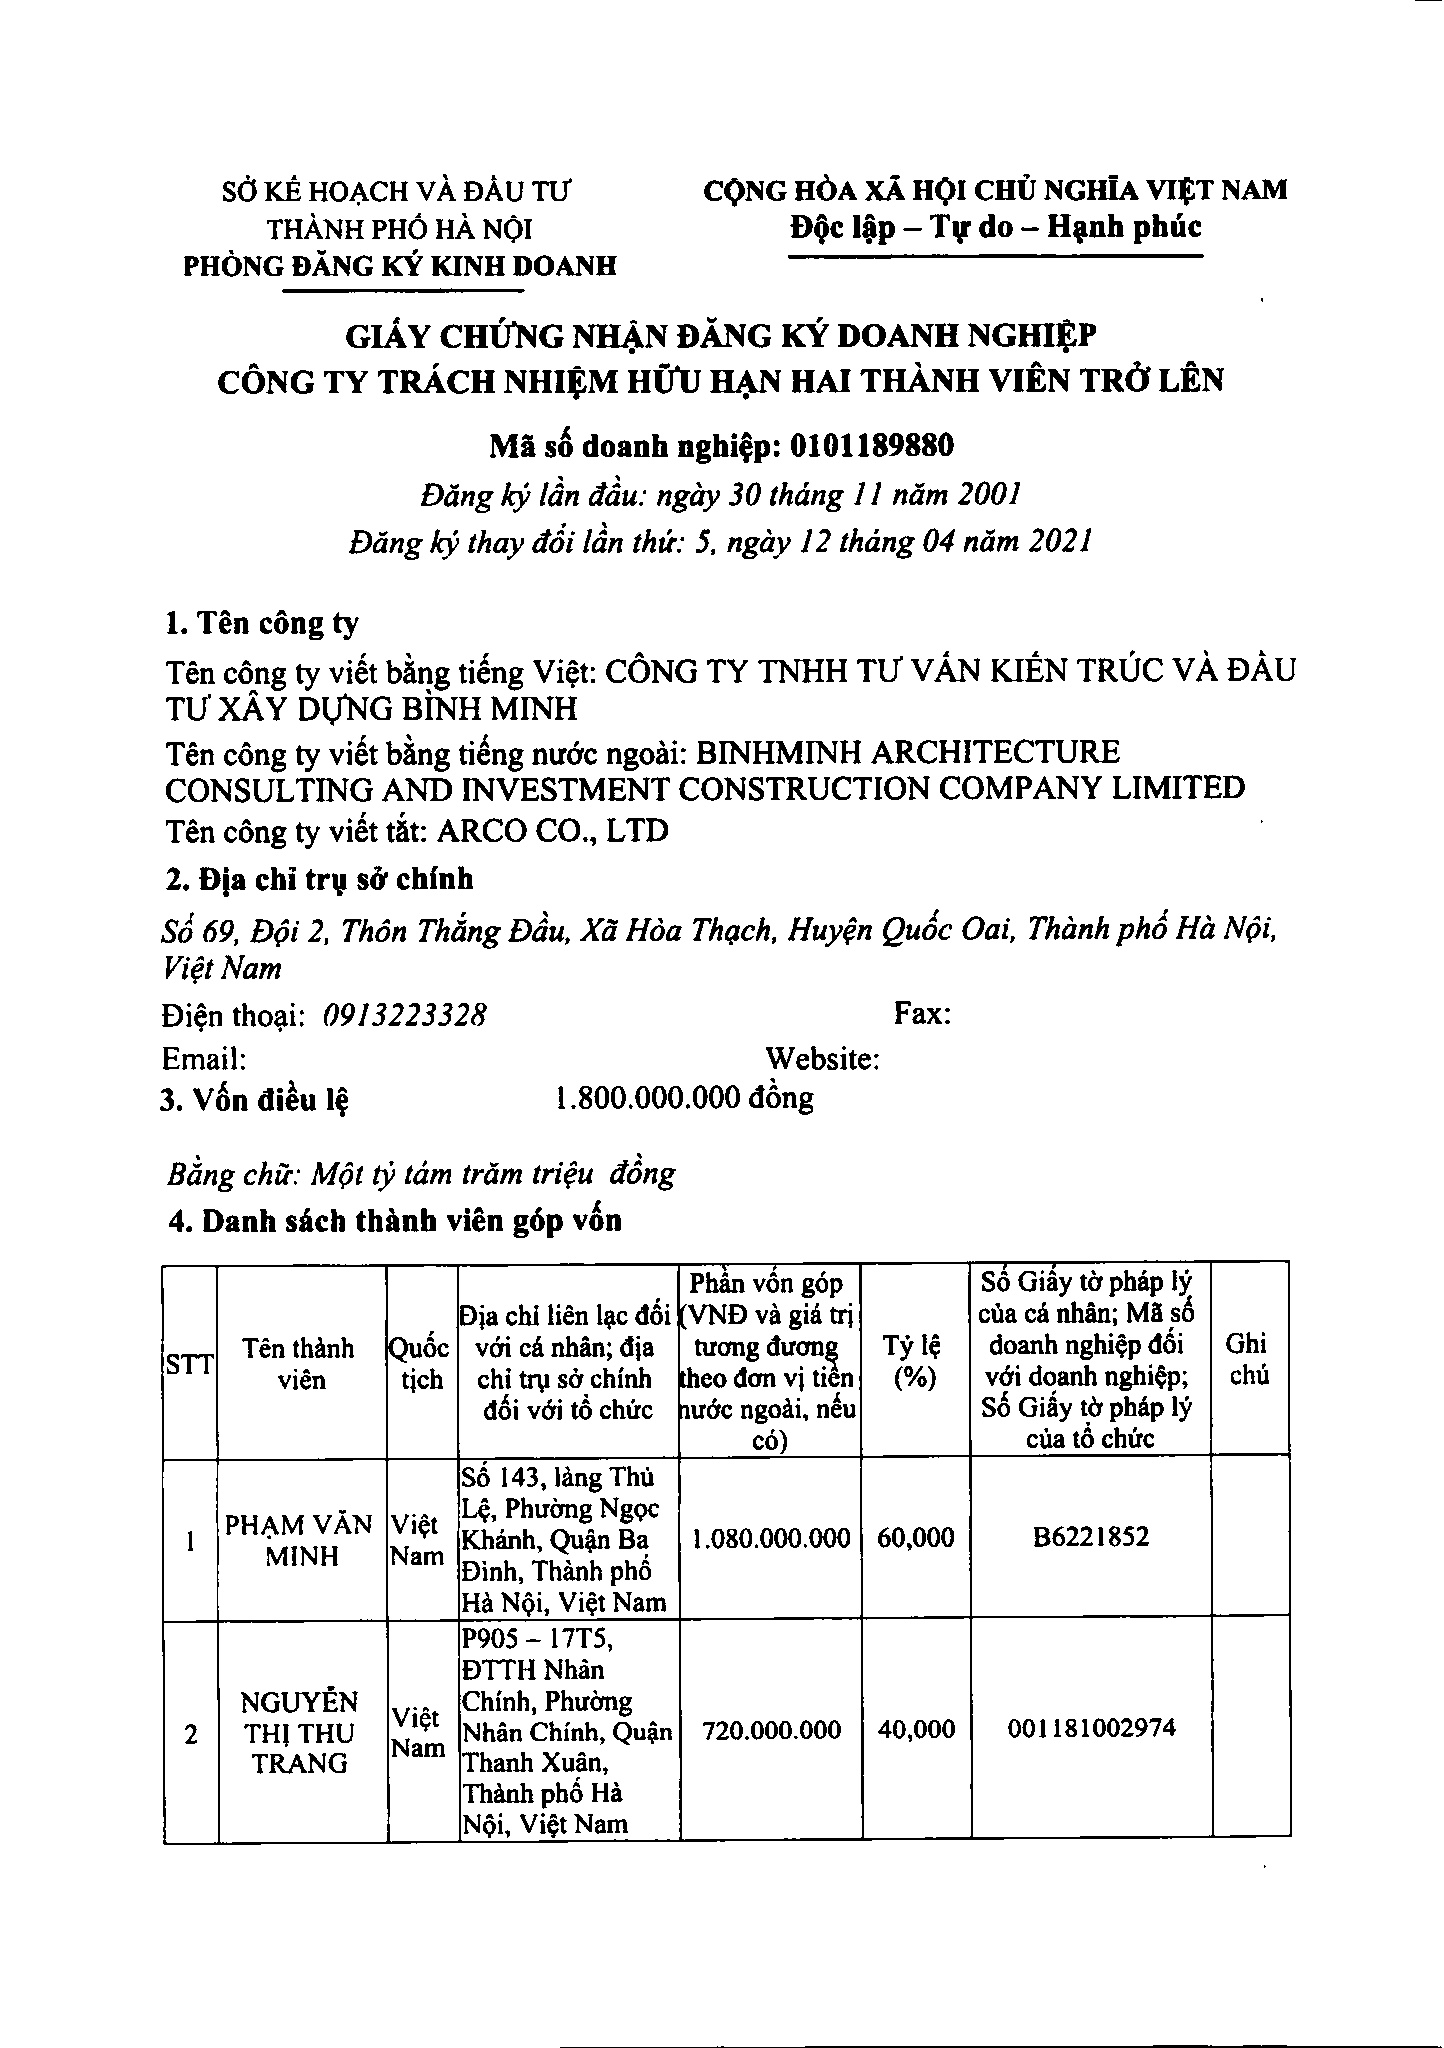 SỞ KẾ HOẠCH VÀ ĐẦU TƯ
THÀNH PHỐ HÀ NỘI
PHÒNG ĐĂNG KÝ KINH DOANH
CỘNG HÒA XÃ HỘI CHỦ NGHĨA VIỆT NAM
Độc lập – Tự do – Hạnh phúc
GIẤY CHỨNG NHẬN ĐĂNG KÝ DOANH NGHIỆP
CÔNG TY TRÁCH NHIỆM HỮU HẠN HAI THÀNH VIÊN TRỞ LÊN
Mã số doanh nghiệp: 0101189880
Đăng ký lần đầu: ngày 30 tháng 11 năm 2001
Đăng ký thay đổi lần thứ: 5, ngày 12 tháng 04 năm 2021
1. Tên công ty
Tên công ty viết bằng tiếng Việt: CÔNG TY TNHH TƯ VẤN KIẾN TRÚC VÀ ĐẦU
TƯ XÂY DỰNG BÌNH MINH
Tên công ty viết bằng tiếng nước ngoài: BINHMINH ARCHITECTURE
CONSULTING AND INVESTMENT CONSTRUCTION COMPANY LIMITED
Tên công ty viết tắt: ARCO CO., LTD
2. Địa chỉ trụ sở chính
Số 69, Đội 2, Thôn Thắng Đầu, Xã Hòa Thạch, Huyện Quốc Oai, Thành phố Hà Nội,
Việt Nam
Điện thoại: 0913223328 Fax:
Email: Website:
3. Vốn điều lệ 1.800.000.000 đồng
Bằng chữ: Một tỷ tám trăm triệu đồng
4. Danh sách thành viên góp vốn
STT
Tên thành
viên
Quốc
tịch
Địa chỉ liên lạc đối
với cá nhân; địa
chỉ trụ sở chính
đối với tổ chức
Phần vốn góp
(VNĐ và giá trị
tương đương
theo đơn vị tiền
nước ngoài, nếu
có)
Tỷ lệ
(%)
Số Giấy tờ pháp lý
của cá nhân; Mã số
doanh nghiệp đối
với doanh nghiệp;
Số Giấy tờ pháp lý
của tổ chức
Ghi
chú
1
PHẠM VĂN
MINH
Việt
Nam
Số 143, làng Thủ
Lệ, Phường Ngọc
Khánh, Quận Ba
Đình, Thành phố
Hà Nội, Việt Nam
1.080.000.000
60,000
B6221852
2
NGUYỄN
THỊ THU
TRANG
Việt
Nam
P905 – 17T5,
ĐTTH Nhân
Chính, Phường
Nhân Chính, Quận
Thanh Xuân,
Thành phố Hà
Nội, Việt Nam
720.000.000
40,000
001181002974